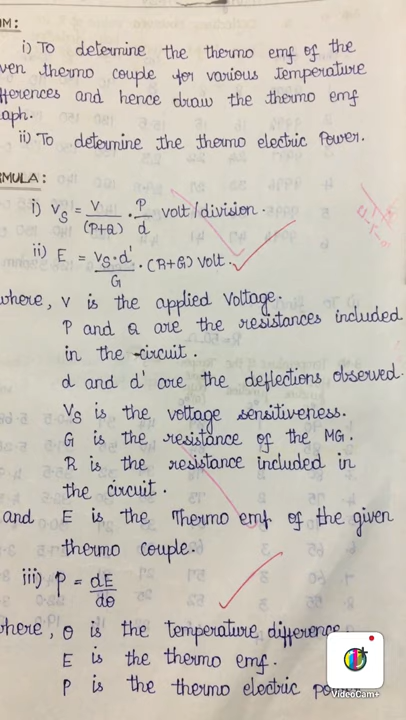 IM:
i) To determine the thermo emf of the
ven thermo couple for various temperature
fferences and hence draw the thermo emf
aph.
ii) To determine the thermo electric Power.
RMULA:
i) Vs = V/(P+Q) . P/d volt/division.
ii) E = Vs.d'/G . (R+G) volt.
where, V is the applied voltage.
P and Q are the resistances included
in the circuit.
d and d' are the deflections observed.
Vs is the voltage sensitiveness.
G is the resistance of the MG.
R is the resistance included in
the circuit.
and E is the Thermo emf of the given
thermo couple.
iii) P = dE/dθ
here, θ is the temperature difference
E is the thermo emf.
P is the thermo electric power
VideoCam+